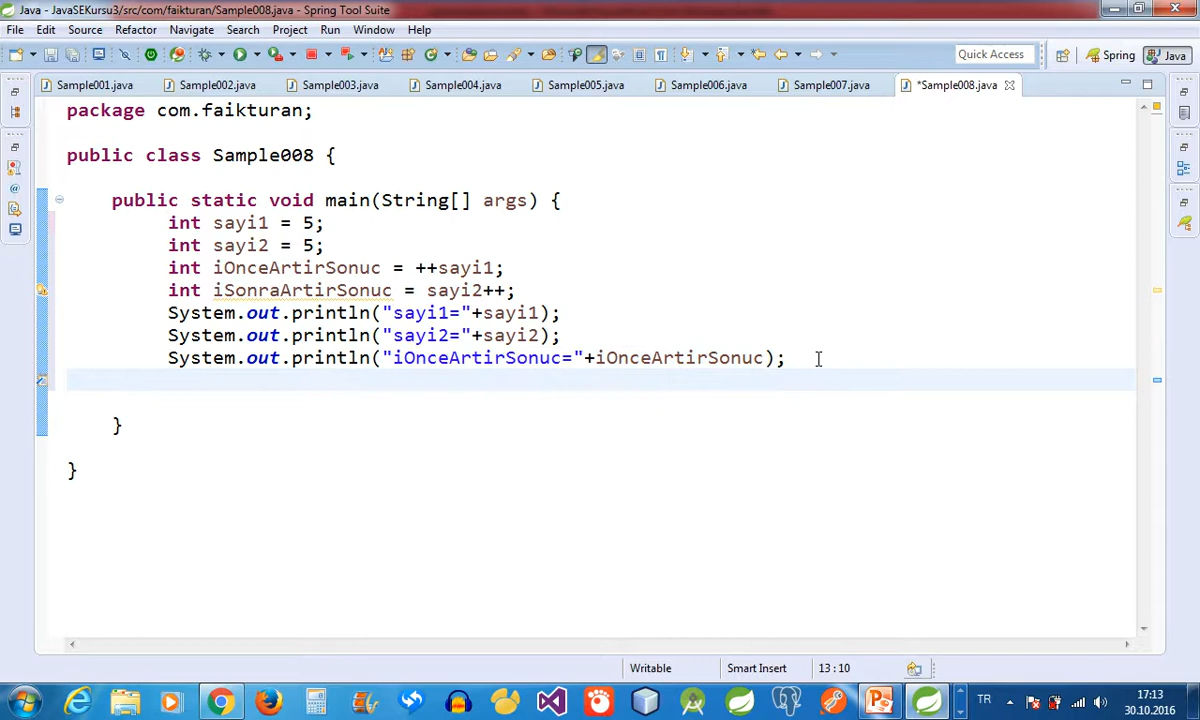 Java - JavaSEKursu3/src/com/faikturan/Sample008.java - Spring Tool Suite
File Edit Source Refactor Navigate Search Project Run Window Help
Quick Access Spring Java
Sample001.java Sample002.java Sample003.java Sample004.java Sample005.java Sample006.java Sample007.java *Sample008.java
package com.faikturan;
public class Sample008 {
public static void main(String[] args) {
int sayi1 = 5;
int sayi2 = 5;
int iOnceArtirSonuc = ++sayi1;
int iSonraArtirSonuc = sayi2++;
System.out.println("sayi1="+sayi1);
System.out.println("sayi2="+sayi2);
System.out.println("iOnceArtirSonuc="+iOnceArtirSonuc);
}
}
Writable Smart Insert 13:10
TR 17:13
30.10.2016